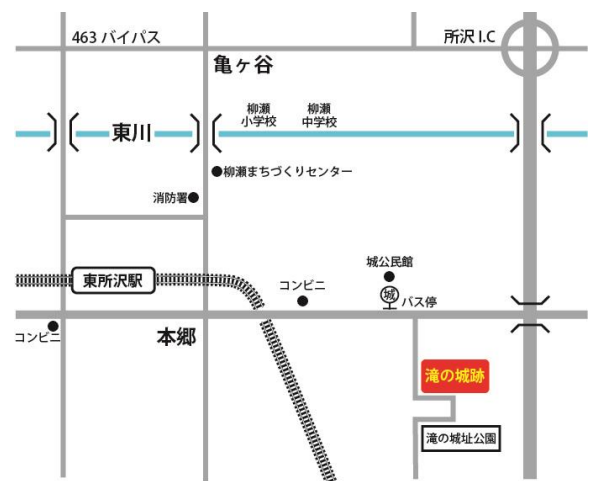 463 バイパス
所沢 I.C
亀ヶ谷
柳瀬
小学校
柳瀬
中学校
東川
柳瀬まちづくりセンター
消防署
城公民館
東所沢駅
コンビニ
城
バス停
コンビニ
本郷
滝の城跡
滝の城址公園